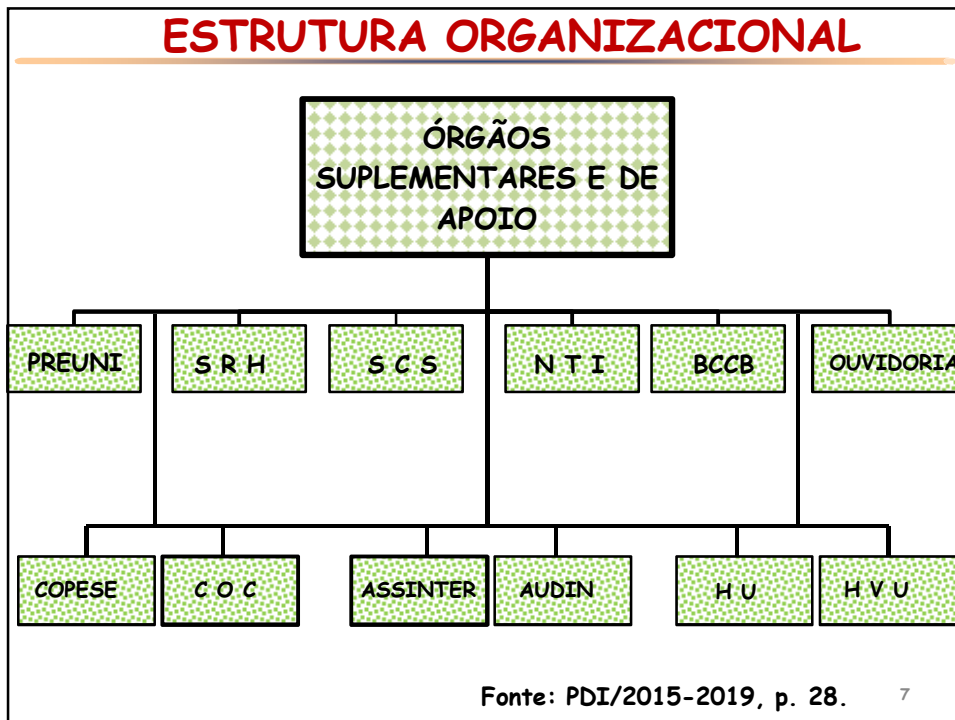 ESTRUTURA ORGANIZACIONAL
ÓRGÃOS
SUPLEMENTARES E DE
APOIO
PREUNI
S R H
S C S
N T I
BCCB
OUVIDORIA
COPESE
C O C
ASSINTER
AUDIN
H U
H V U
Fonte: PDI/2015-2019, p. 28.
7